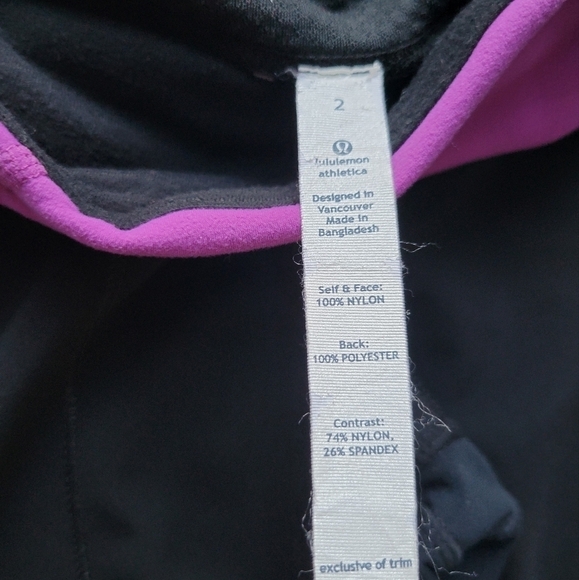 2
lululemon
athletica
Designed in
Vancouver
Made in
Bangladesh
Self & Face:
100% NYLON
Back:
100% POLYESTER
Contrast:
74% NYLON,
26% SPANDEX
exclusive of trim